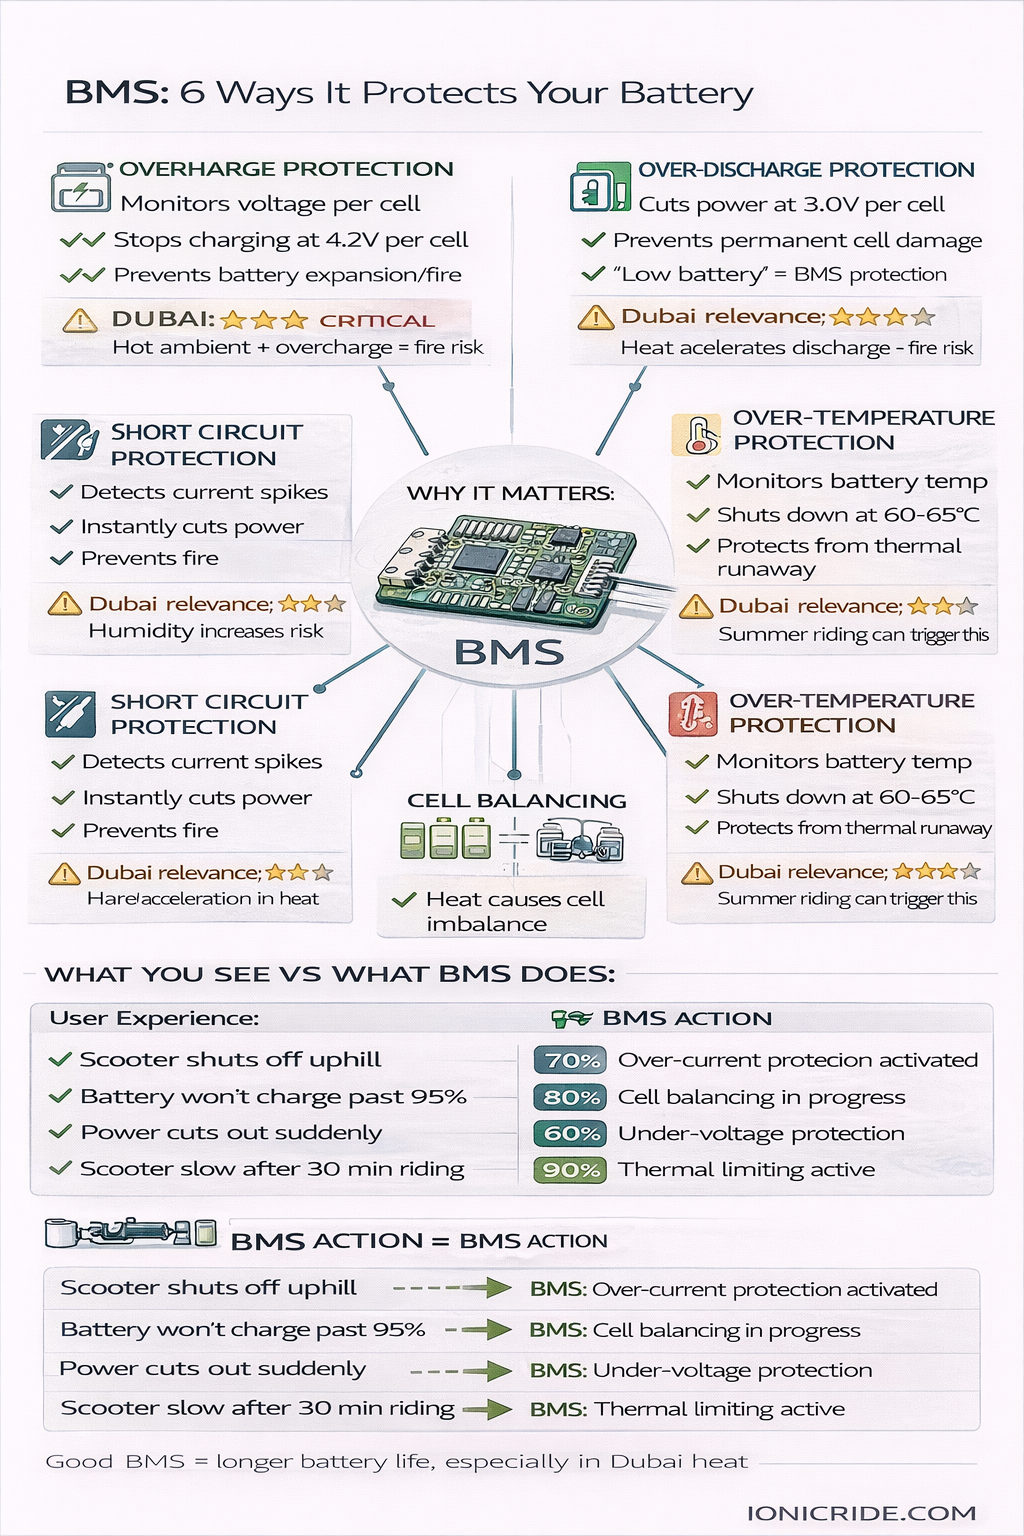 BMS: 6 Ways It Protects Your Battery
OVERHARGE PROTECTION
Monitors voltage per cell
Stops charging at 4.2V per cell
Prevents battery expansion/fire
DUBAI: CRITICAL
Hot ambient + overcharge = fire risk
OVER-DISCHARGE PROTECTION
Cuts power at 3.0V per cell
Prevents permanent cell damage
"Low battery" = BMS protection
Dubai relevance;
Heat acelerates discharge - fire risk
SHORT CIRCUIT
PROTECTION
Detects current spikes
Instantly cuts power
Prevents fire
Dubai relevance;
Humidity increases risk
WHY IT MATTERS:
BMS
OVER-TEMPERATURE
PROTECTION
Monitors battery temp
Shuts down at 60-65°C
Protects from thermal
runaway
Dubai relevance;
Summer riding can trigger this
SHORT CIRCUIT
PROTECTION
Detects current spikes
Instantly cuts power
Prevents fire
Dubai relevance;
acceleration in heat
CELL BALANCING
Heat causes cell
imbalance
OVER-TEMPERATURE
PROTECTION
Monitors battery temp
Shuts down at 60-65°C
Protects from thermal runaway
Dubai relevance;
Summer riding can trigger this
WHAT YOU SEE VS WHAT BMS DOES:
User Experience: BMS ACTION
Scooter shuts off uphill 70% Over-current protecion activated
Battery won't charge past 95% 80% Cell balancing in progress
Power cuts out suddenly 60% Under-voltage protection
Scooter slow after 30 min riding 90% Thermal limiting active
BMS ACTION = BMS ACTION
Scooter shuts off uphill BMS: Over-current protection activated
Battery won't charge past 95% BMS: Cell balancing in progress
Power cuts out suddenly BMS: Under-voltage protection
Scooter slow after 30 min riding BMS: Thermal limiting active
Good BMS = longer battery life, especially in Dubai heat
IONICRIDE.COM